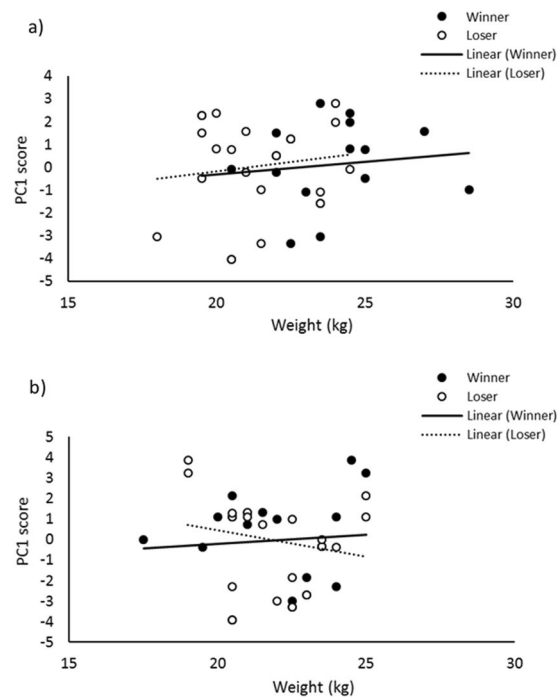 a)
Winner
Loser
Linear (Winner)
Linear (Loser)
4
3
2
1
0
-1
-2
-3
-4
-5
PC1 score
15 20 25 30
Weight (kg)
b)
Winner
Loser
Linear (Winner)
Linear (Loser)
5
4
3
2
1
0
-1
-2
-3
-4
-5
PC1 score
15 20 25 30
Weight (kg)